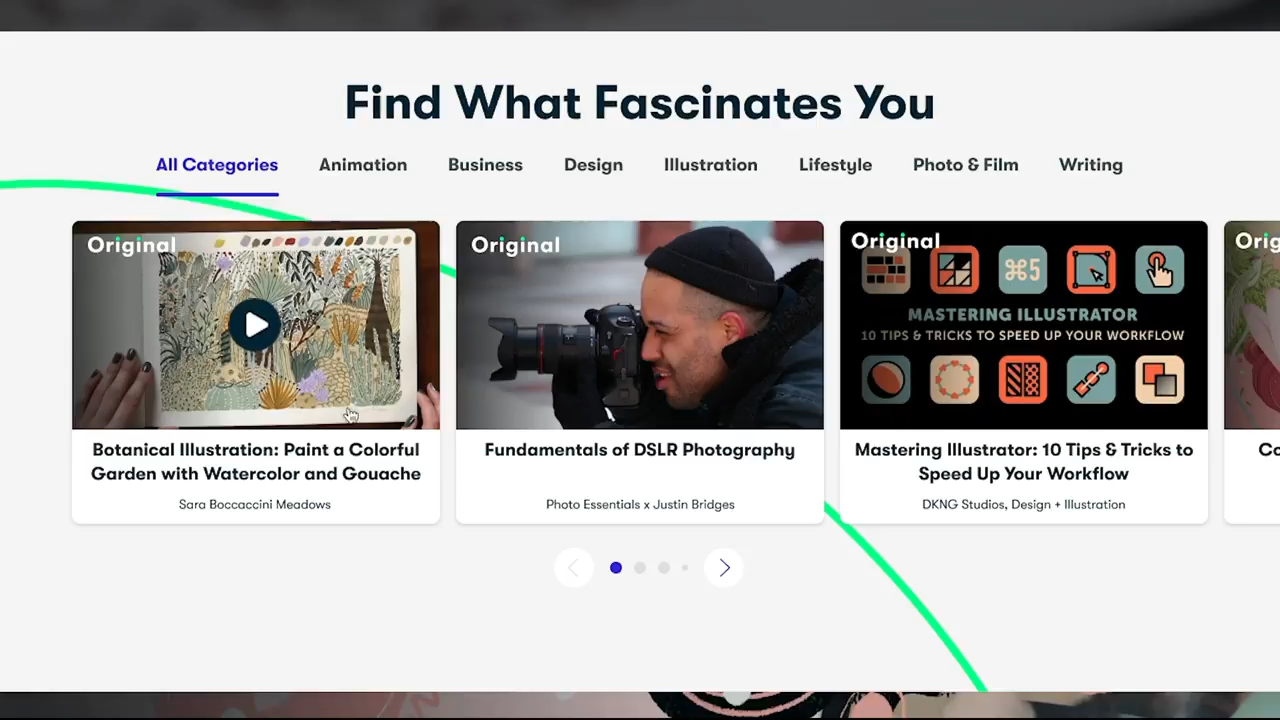 Find What Fascinates You
All Categories Animation Business Design Illustration Lifestyle Photo & Film Writing
Original
Original
Original
⌘5
MASTERING ILLUSTRATOR
10 TIPS & TRICKS TO SPEED UP YOUR WORKFLOW
Botanical Illustration: Paint a Colorful
Garden with Watercolor and Gouache
Sara Boccaccini Meadows
Fundamentals of DSLR Photography
Photo Essentials x Justin Bridges
Mastering Illustrator: 10 Tips & Tricks to
Speed Up Your Workflow
DKNG Studios, Design + Illustration